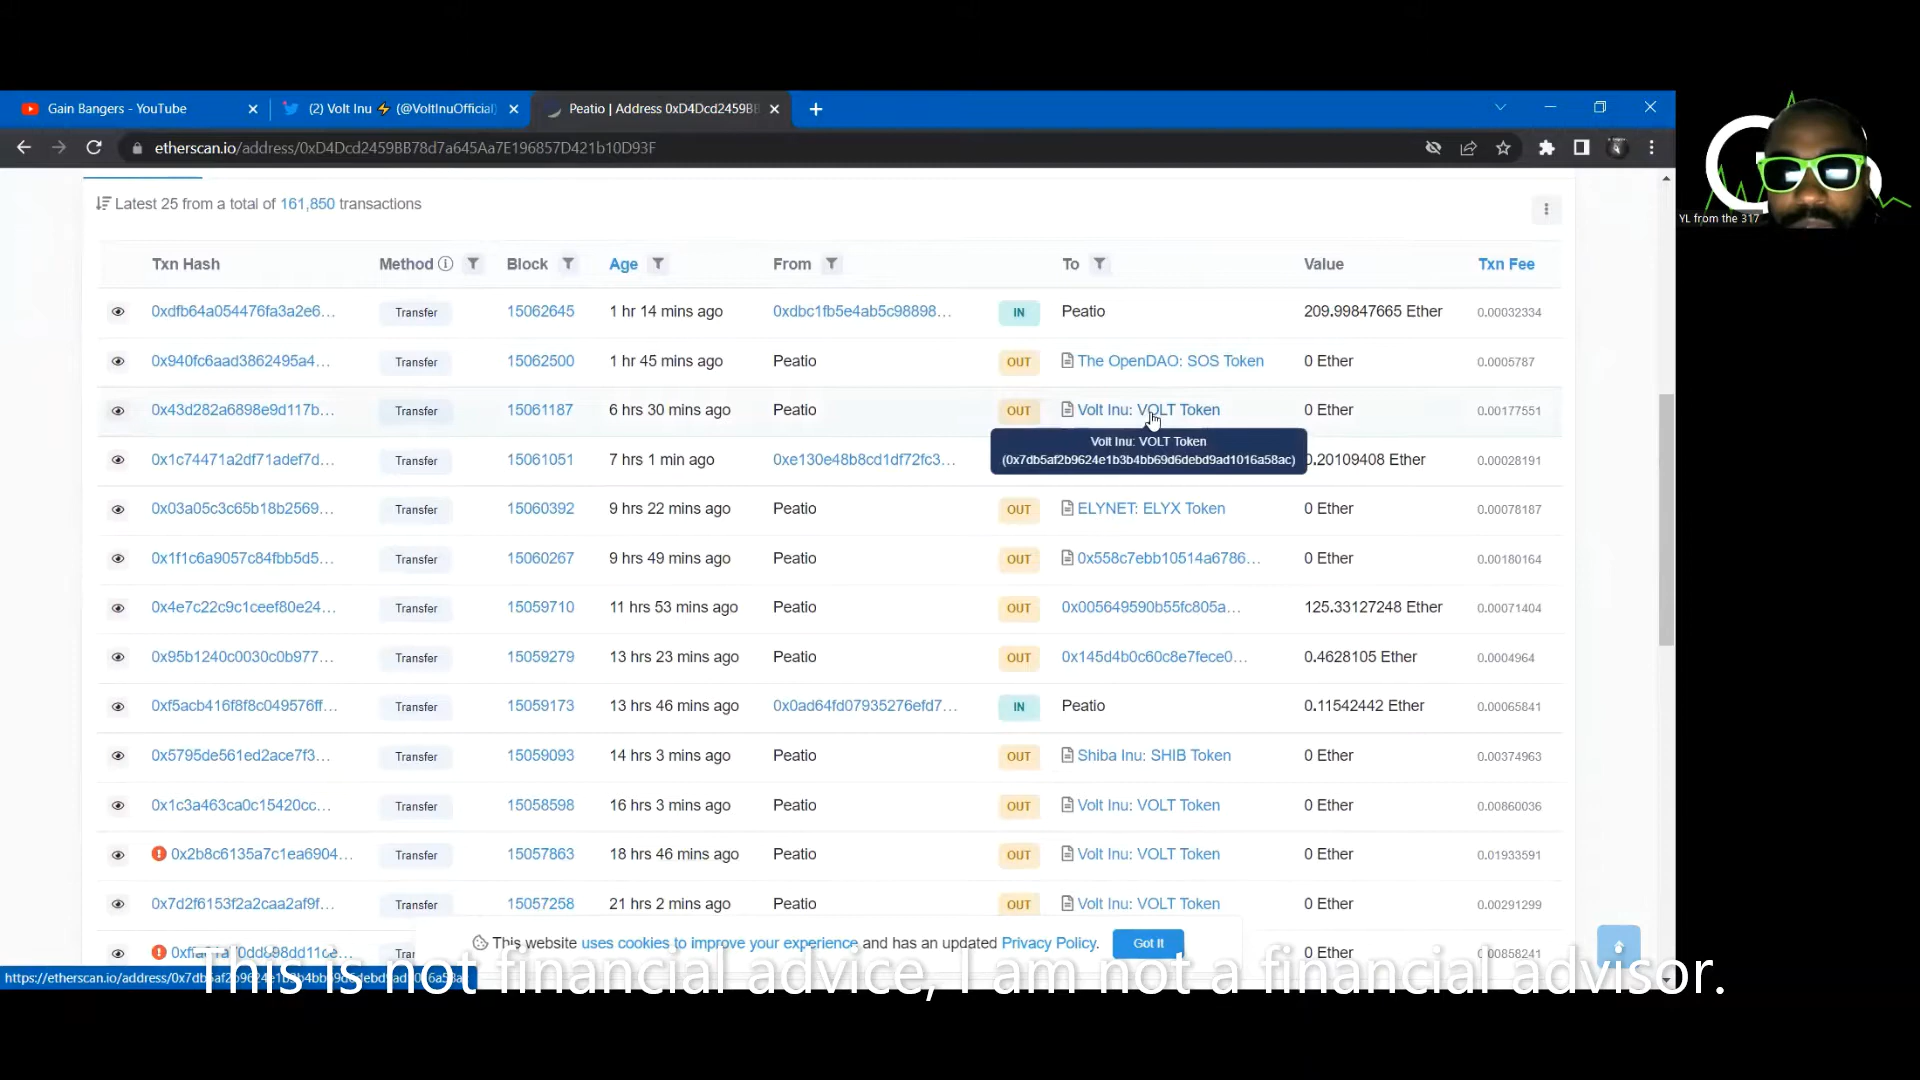 Gain Bangers - YouTube
(2) Volt Inu ⚡ (@VoltInuOfficial)
Peatio | Address 0xD4Dcd2459BB
etherscan.io/address/0xD4Dcd2459BB78d7a645Aa7E196857D421b10D93F
YL from the 317
Latest 25 from a total of 161,850 transactions
Txn Hash Method Block Age From To Value Txn Fee
0xdfb64a054476fa3a2e6... Transfer 15062645 1 hr 14 mins ago 0xdbc1fb5e4ab5c98898... IN Peatio 209.99847665 Ether 0.00032334
0x940fc6aad3862495a4... Transfer 15062500 1 hr 45 mins ago Peatio OUT The OpenDAO: SOS Token 0 Ether 0.0005787
0x43d282a6898e9d117b... Transfer 15061187 6 hrs 30 mins ago Peatio OUT Volt Inu: VOLT Token 0 Ether 0.00177551
Volt Inu: VOLT Token
(0x7db5af2b9624e1b3b4bb69d6debd9ad1016a58ac)
0x1c74471a2df71adef7d... Transfer 15061051 7 hrs 1 min ago 0xe130e48b8cd1df72fc3... 0.20109408 Ether 0.00028191
0x03a05c3c65b18b2569... Transfer 15060392 9 hrs 22 mins ago Peatio OUT ELYNET: ELYX Token 0 Ether 0.00078187
0x1f1c6a9057c84fbb5d5... Transfer 15060267 9 hrs 49 mins ago Peatio OUT 0x558c7ebb10514a6786... 0 Ether 0.00180164
0x4e7c22c9c1ceef80e24... Transfer 15059710 11 hrs 53 mins ago Peatio OUT 0x005649590b55fc805a... 125.33127248 Ether 0.00071404
0x95b1240c0030c0b977... Transfer 15059279 13 hrs 23 mins ago Peatio OUT 0x145d4b0c60c8e7fece0... 0.4628105 Ether 0.0004964
0xf5acb416f8f8c049576ff... Transfer 15059173 13 hrs 46 mins ago 0x0ad64fd07935276efd7... IN Peatio 0.11542442 Ether 0.00065841
0x5795de561ed2ace7f3... Transfer 15059093 14 hrs 3 mins ago Peatio OUT Shiba Inu: SHIB Token 0 Ether 0.00374963
0x1c3a463ca0c15420cc... Transfer 15058598 16 hrs 3 mins ago Peatio OUT Volt Inu: VOLT Token 0 Ether 0.00860036
0x2b8c6135a7c1ea6904... Transfer 15057863 18 hrs 46 mins ago Peatio OUT Volt Inu: VOLT Token 0 Ether 0.01933591
0x7d2f6153f2a2caa2af9f... Transfer 15057258 21 hrs 2 mins ago Peatio OUT Volt Inu: VOLT Token 0 Ether 0.00291299
This website uses cookies to improve your experience and has an updated Privacy Policy. Got It
0 Ether 0.00858241
This is not financial advice, I am not a financial advisor.